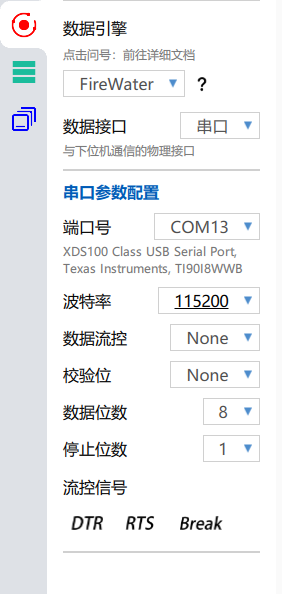 数据引擎
点击问号：前往详细文档
FireWater ?
数据接口 串口
与下位机通信的物理接口
串口参数配置
端口号 COM13
XDS100 Class USB Serial Port,
Texas Instruments, TI90I8WWB
波特率 115200
数据流控 None
校验位 None
数据位数 8
停止位数 1
流控信号
DTR RTS Break